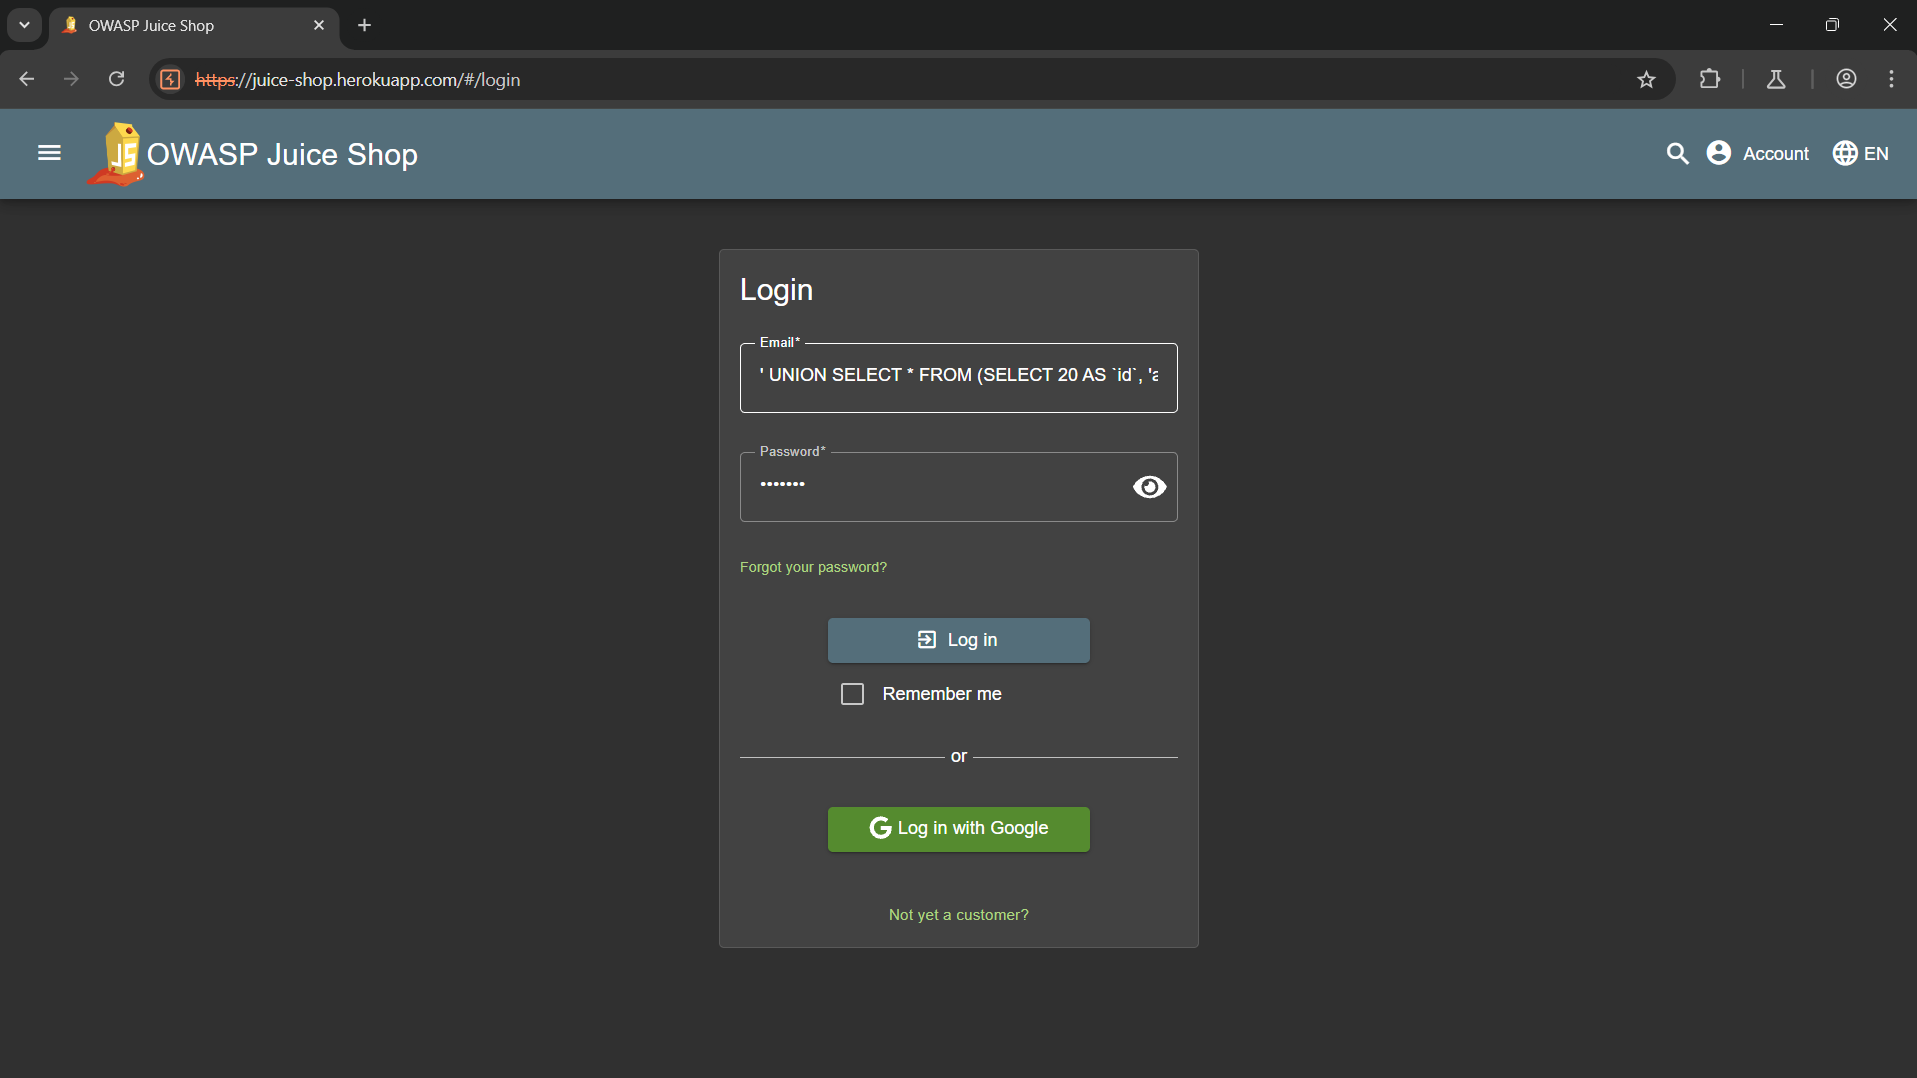 OWASP Juice Shop
https://juice-shop.herokuapp.com/#/login
JS
OWASP Juice Shop
Account
EN
Login
Email*
' UNION SELECT * FROM (SELECT 20 AS `id`, 'a
Password*
•••••••
Forgot your password?
Log in
Remember me
or
G Log in with Google
Not yet a customer?